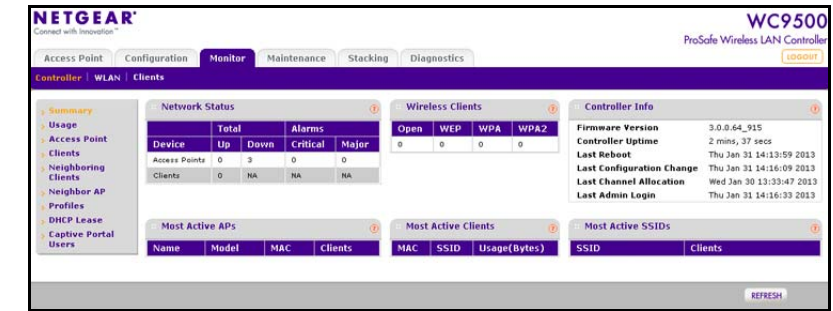 NETGEAR®
Connect with Innovation™
WC9500
ProSafe Wireless LAN Controller
Access Point Configuration Monitor Maintenance Stacking Diagnostics
LOGOUT
Controller | WLAN | Clients
Summary
Usage
Access Point
Clients
Neighboring
Clients
Neighbor AP
Profiles
DHCP Lease
Captive Portal
Users
Network Status
Total Alarms
Device Up Down Critical Major
Access Points 0 3 0 0
Clients 0 NA NA NA
Wireless Clients
Open WEP WPA WPA2
0 0 0 0
Controller Info
Firmware Version 3.0.0.64_915
Controller Uptime 2 mins, 37 secs
Last Reboot Thu Jan 31 14:13:59 2013
Last Configuration Change Thu Jan 31 14:16:09 2013
Last Channel Allocation Wed Jan 30 13:33:47 2013
Last Admin Login Thu Jan 31 14:16:33 2013
Most Active APs
Name Model MAC Clients
Most Active Clients
MAC SSID Usage(Bytes)
Most Active SSIDs
SSID Clients
REFRESH